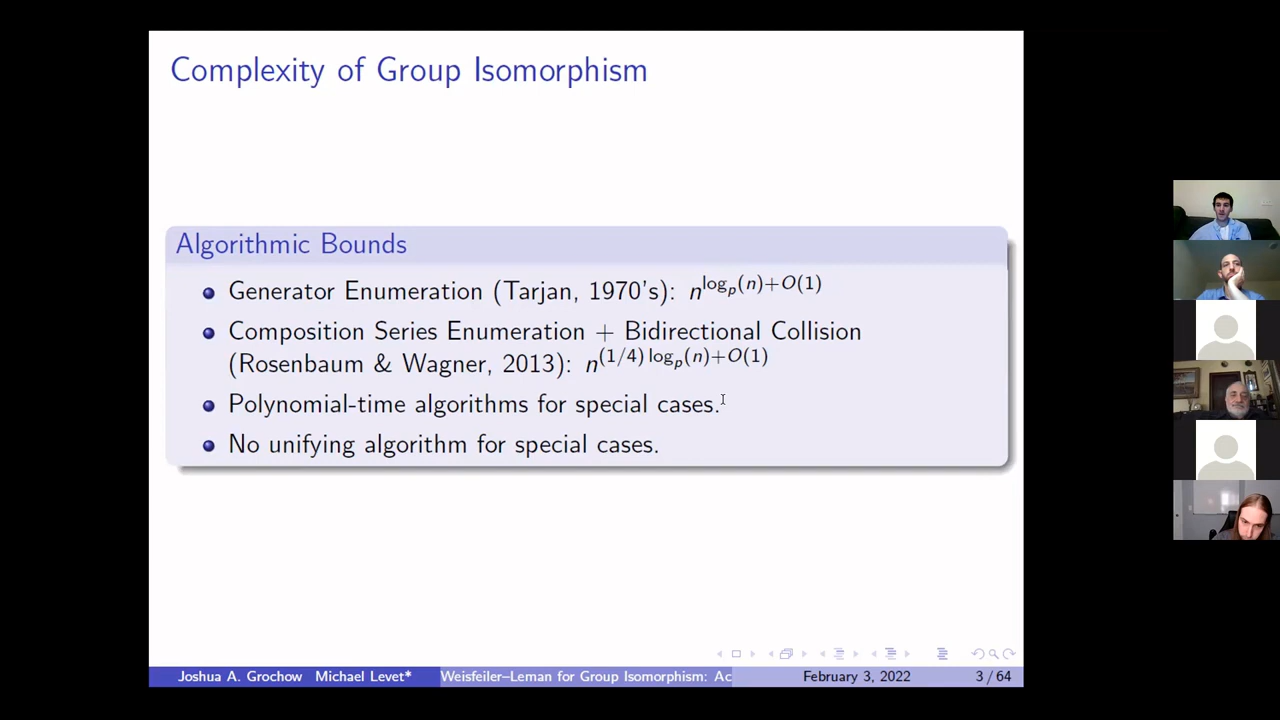 Complexity of Group Isomorphism
Algorithmic Bounds
Generator Enumeration (Tarjan, 1970's): n^{log_p(n)+O(1)}
Composition Series Enumeration + Bidirectional Collision
(Rosenbaum & Wagner, 2013): n^{(1/4) log_p(n)+O(1)}
Polynomial-time algorithms for special cases.
No unifying algorithm for special cases.
Joshua A. Grochow Michael Levet* Weisfeiler–Leman for Group Isomorphism: Ac February 3, 2022 3 / 64